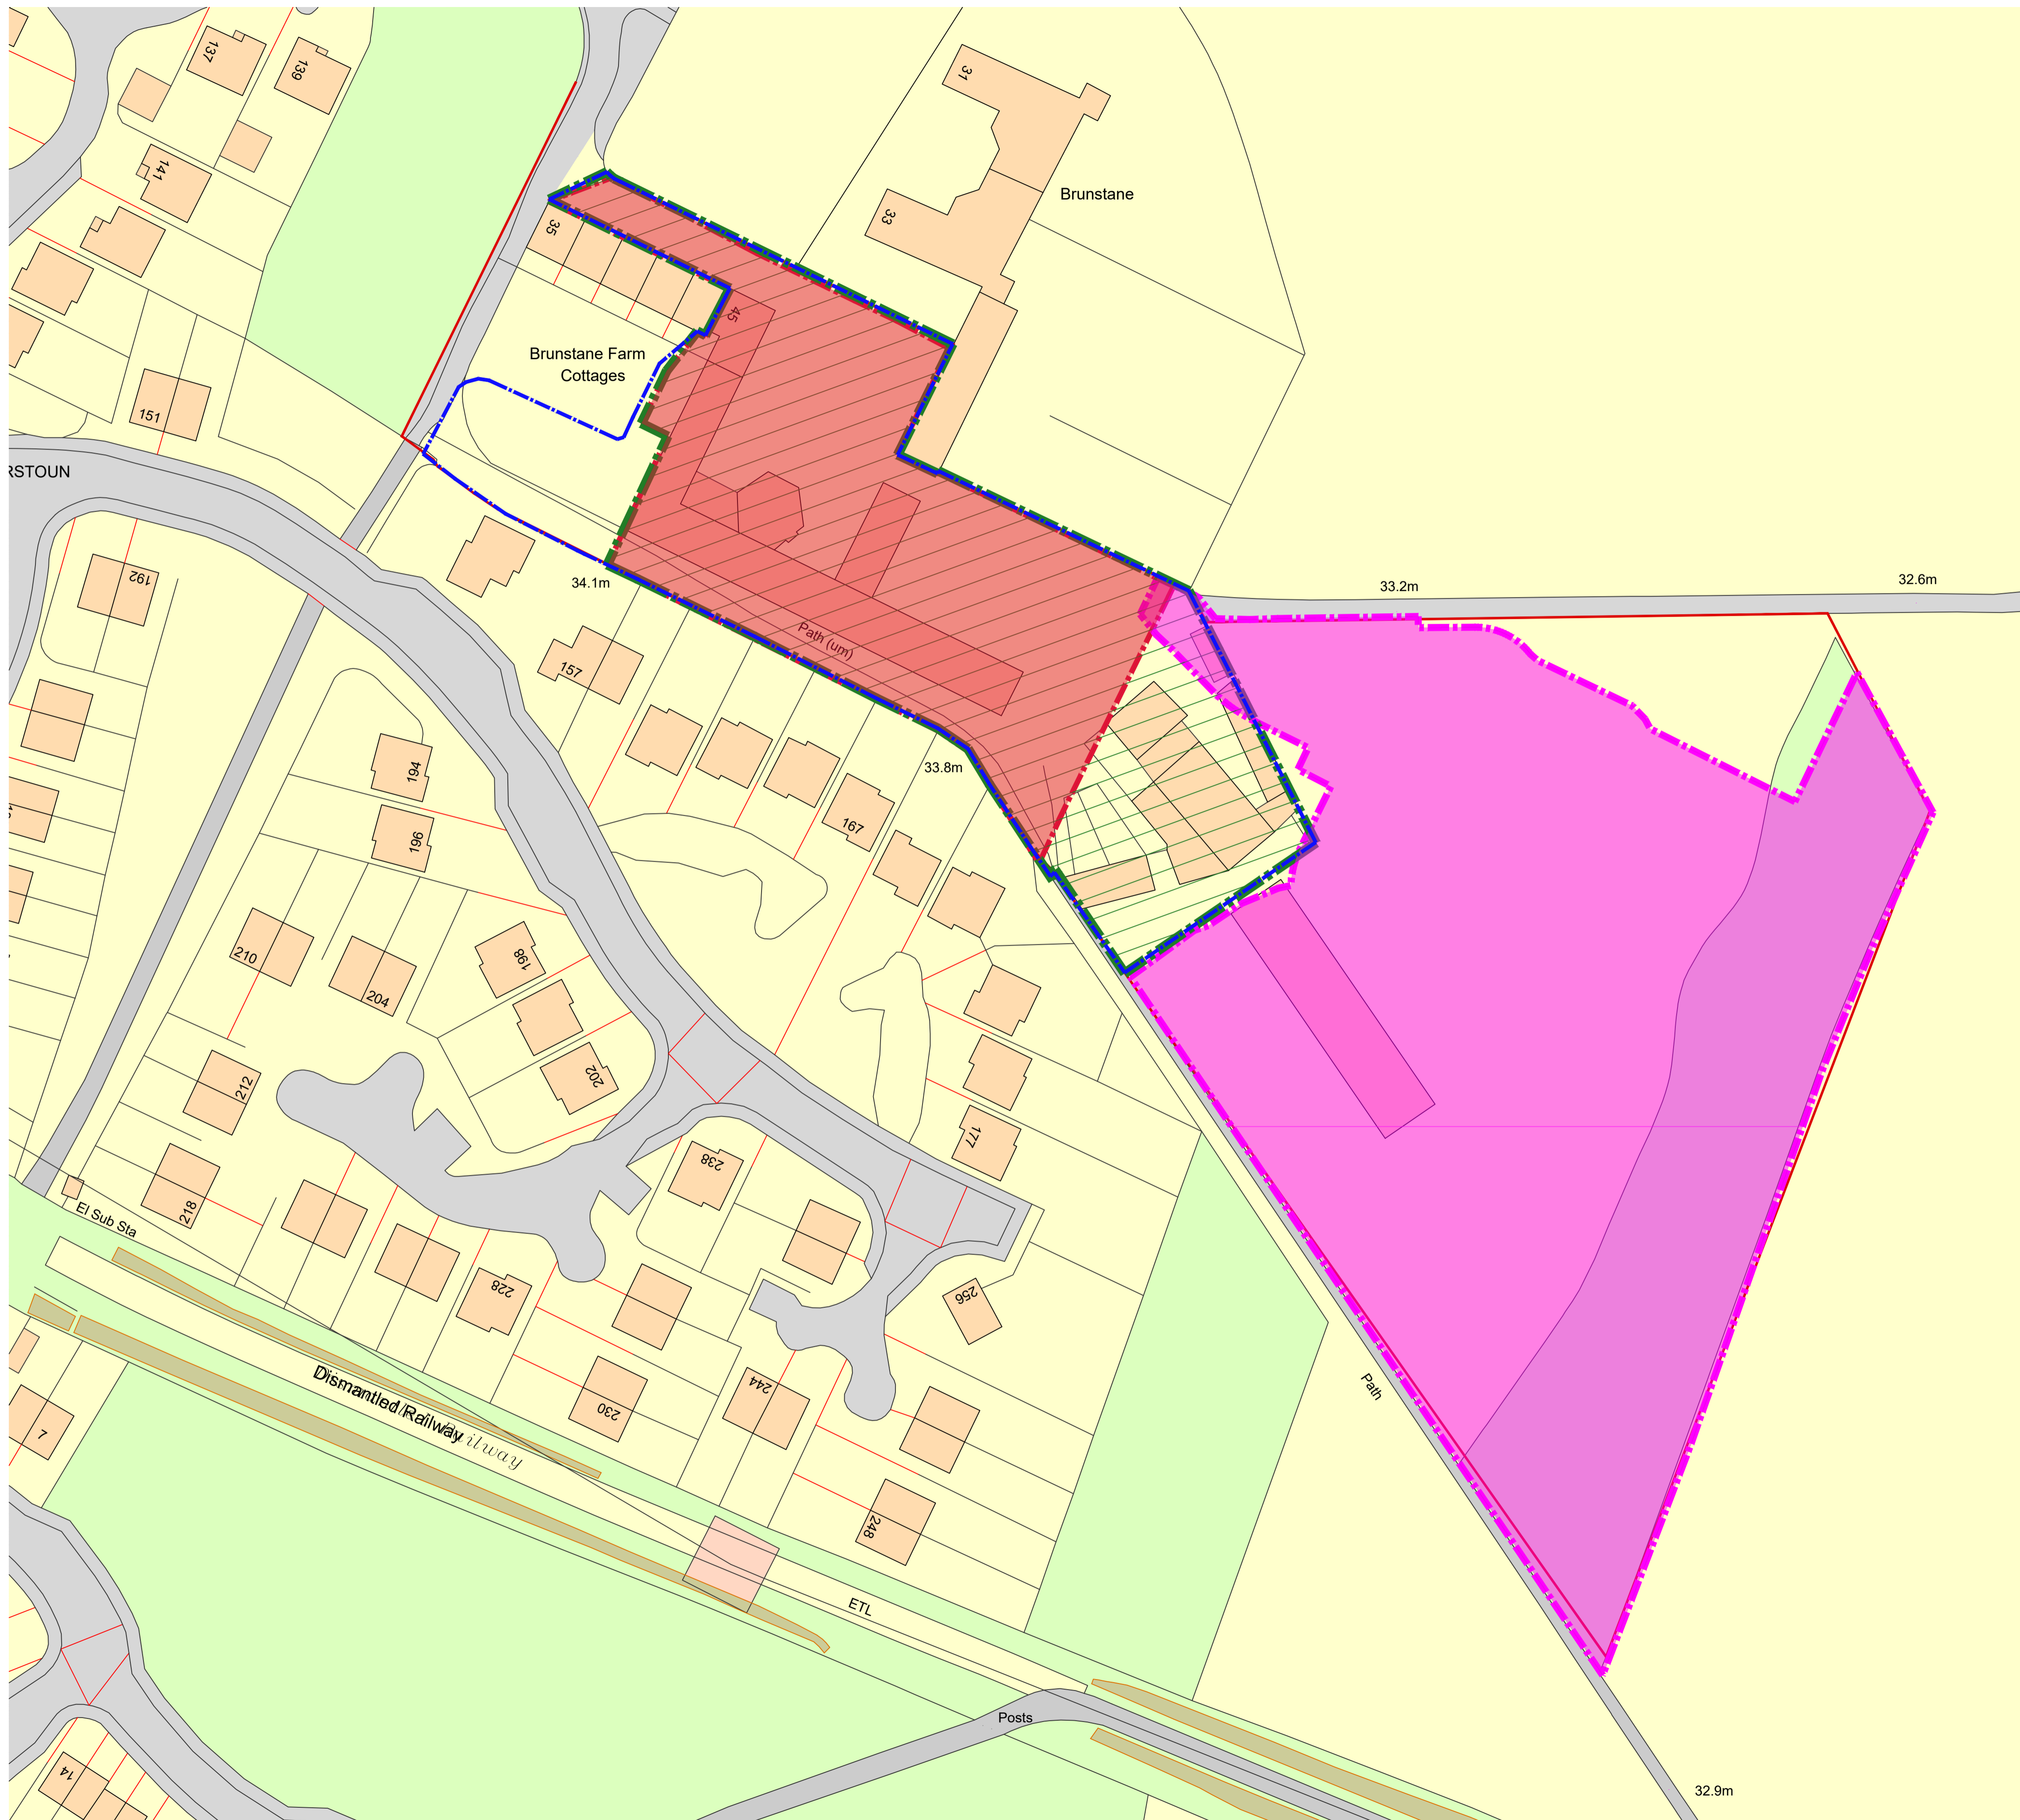 137
139
31
141
Brunstane
33
35
45
Brunstane Farm
Cottages
151
RSTOUN
192
34.1m
33.2m
32.6m
Path (um)
157
194
33.8m
167
196
210
198
204
202
212
177
238
218
El Sub Sta
228
256
Dismantled Railway
244
230
Path
7
248
ETL
Posts
14
32.9m